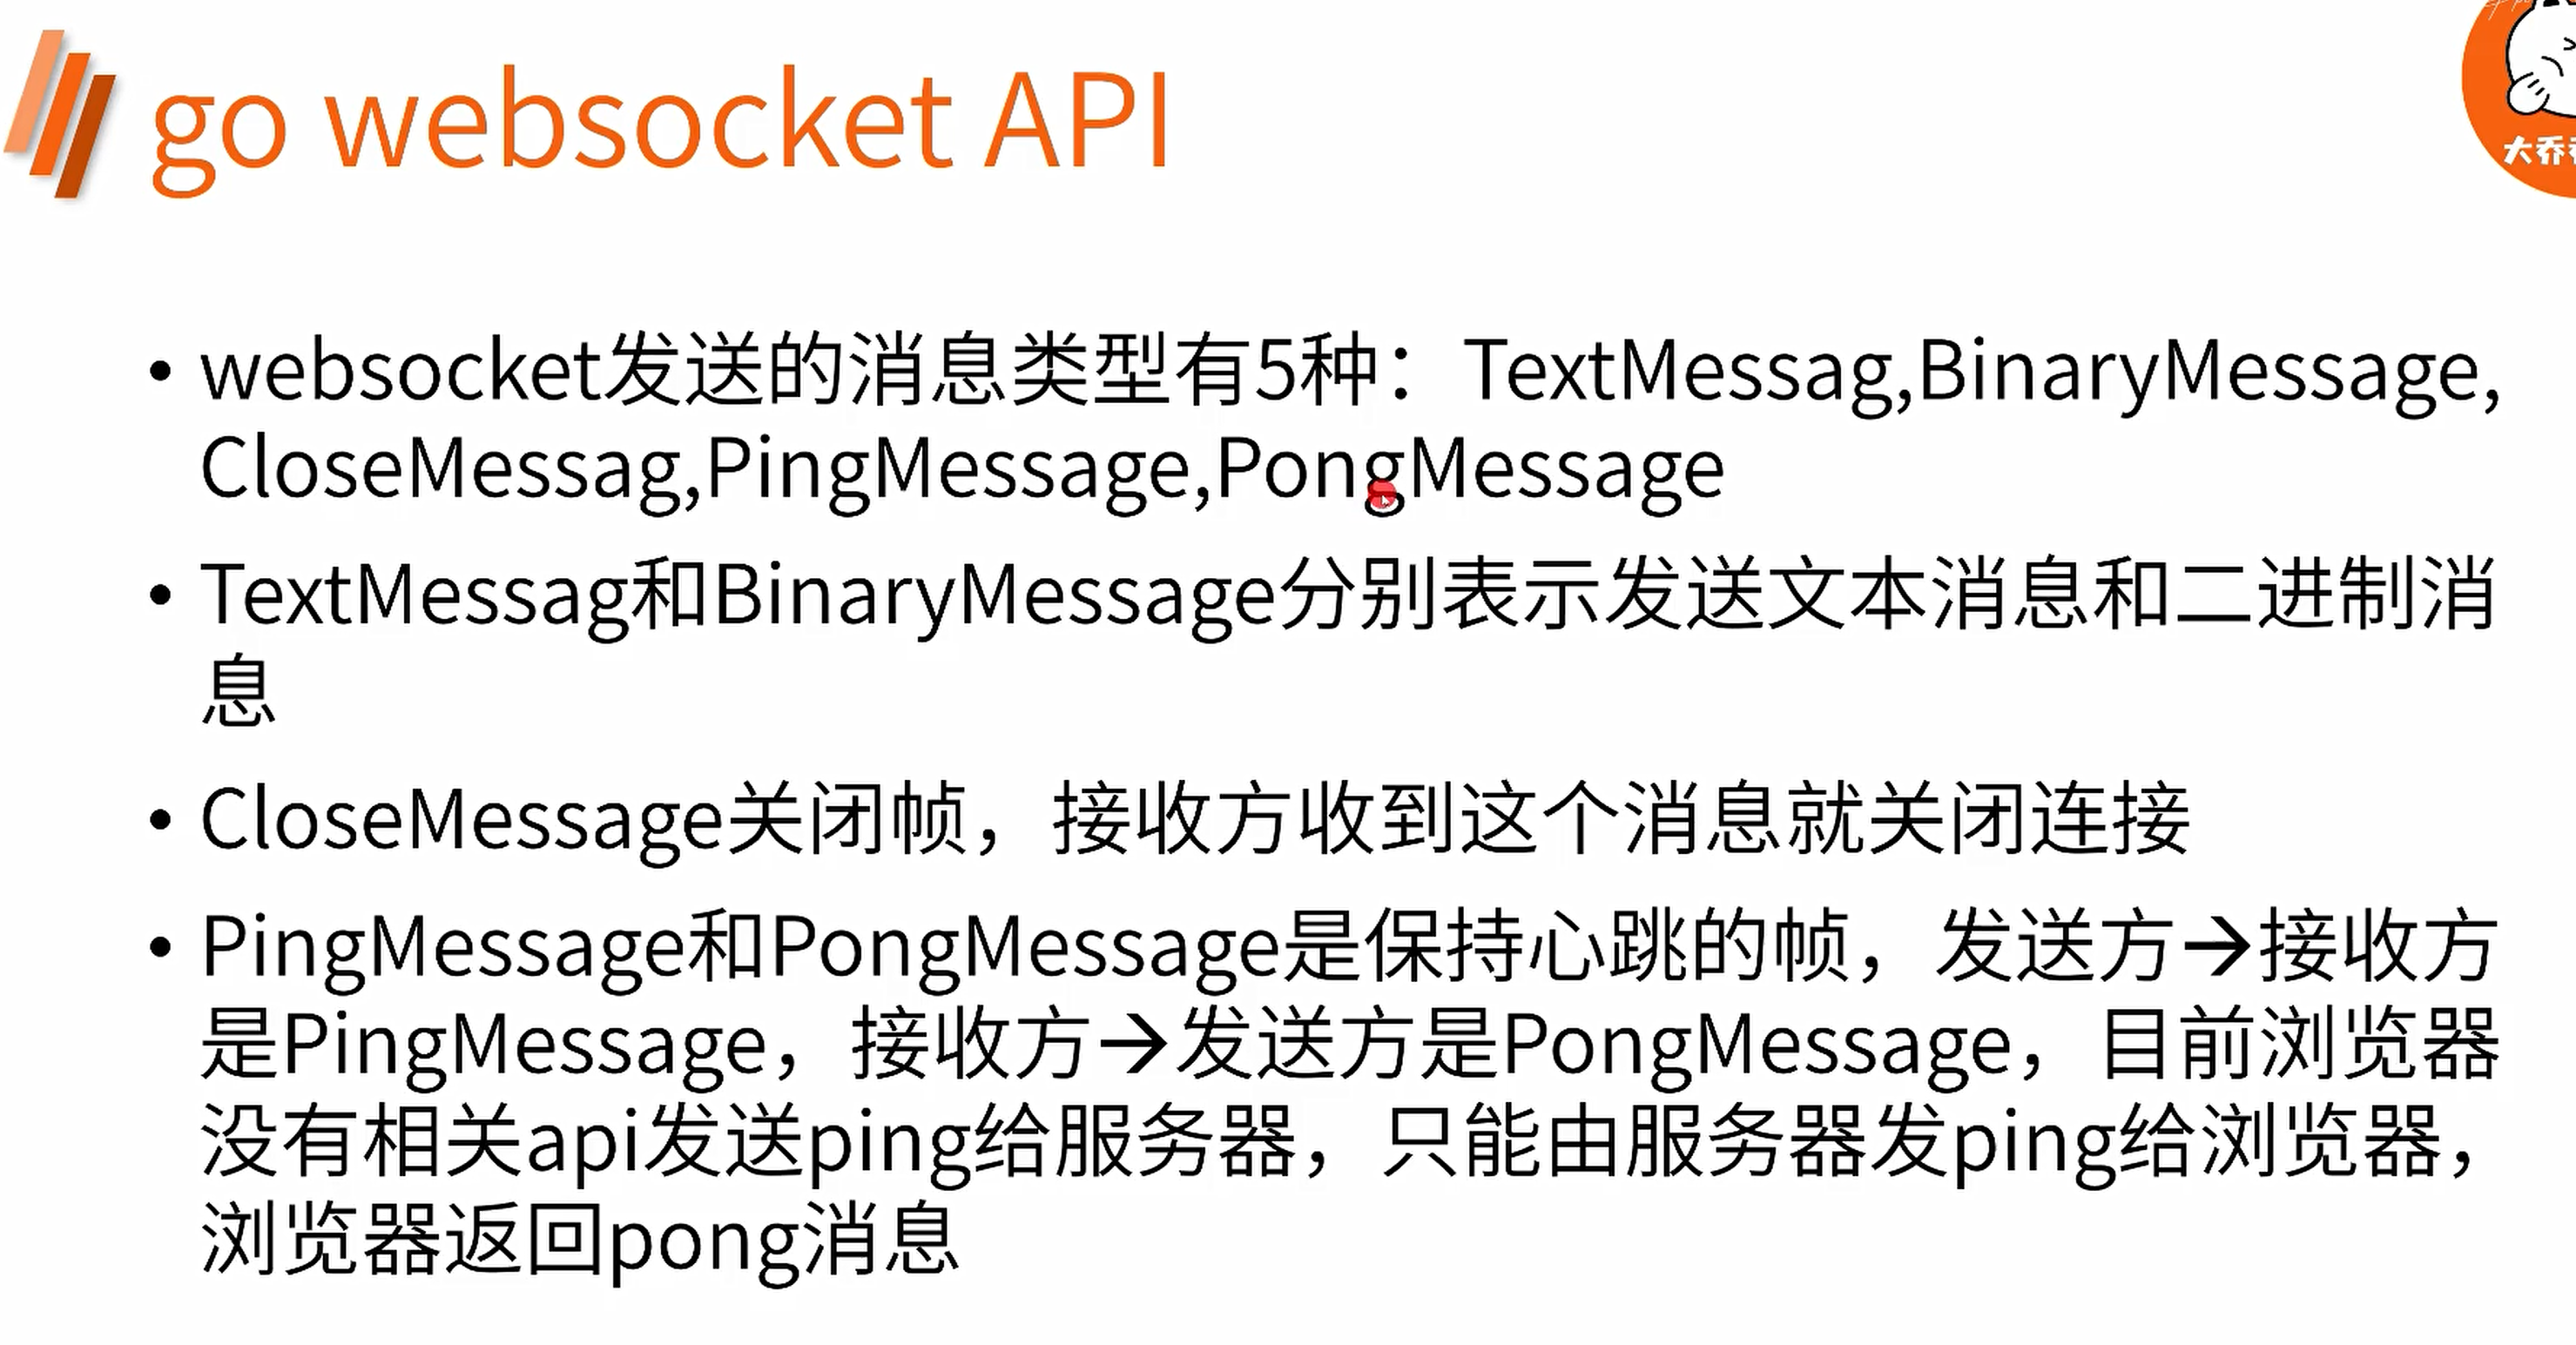 go websocket API
• websocket发送的消息类型有5种：TextMessag,BinaryMessage,
CloseMessag,PingMessage,PongMessage
• TextMessag和BinaryMessage分别表示发送文本消息和二进制消
息
• CloseMessage关闭帧，接收方收到这个消息就关闭连接
• PingMessage和PongMessage是保持心跳的帧，发送方→接收方
是PingMessage，接收方→发送方是PongMessage，目前浏览器
没有相关api发送ping给服务器，只能由服务器发ping给浏览器，
浏览器返回pong消息
大乔